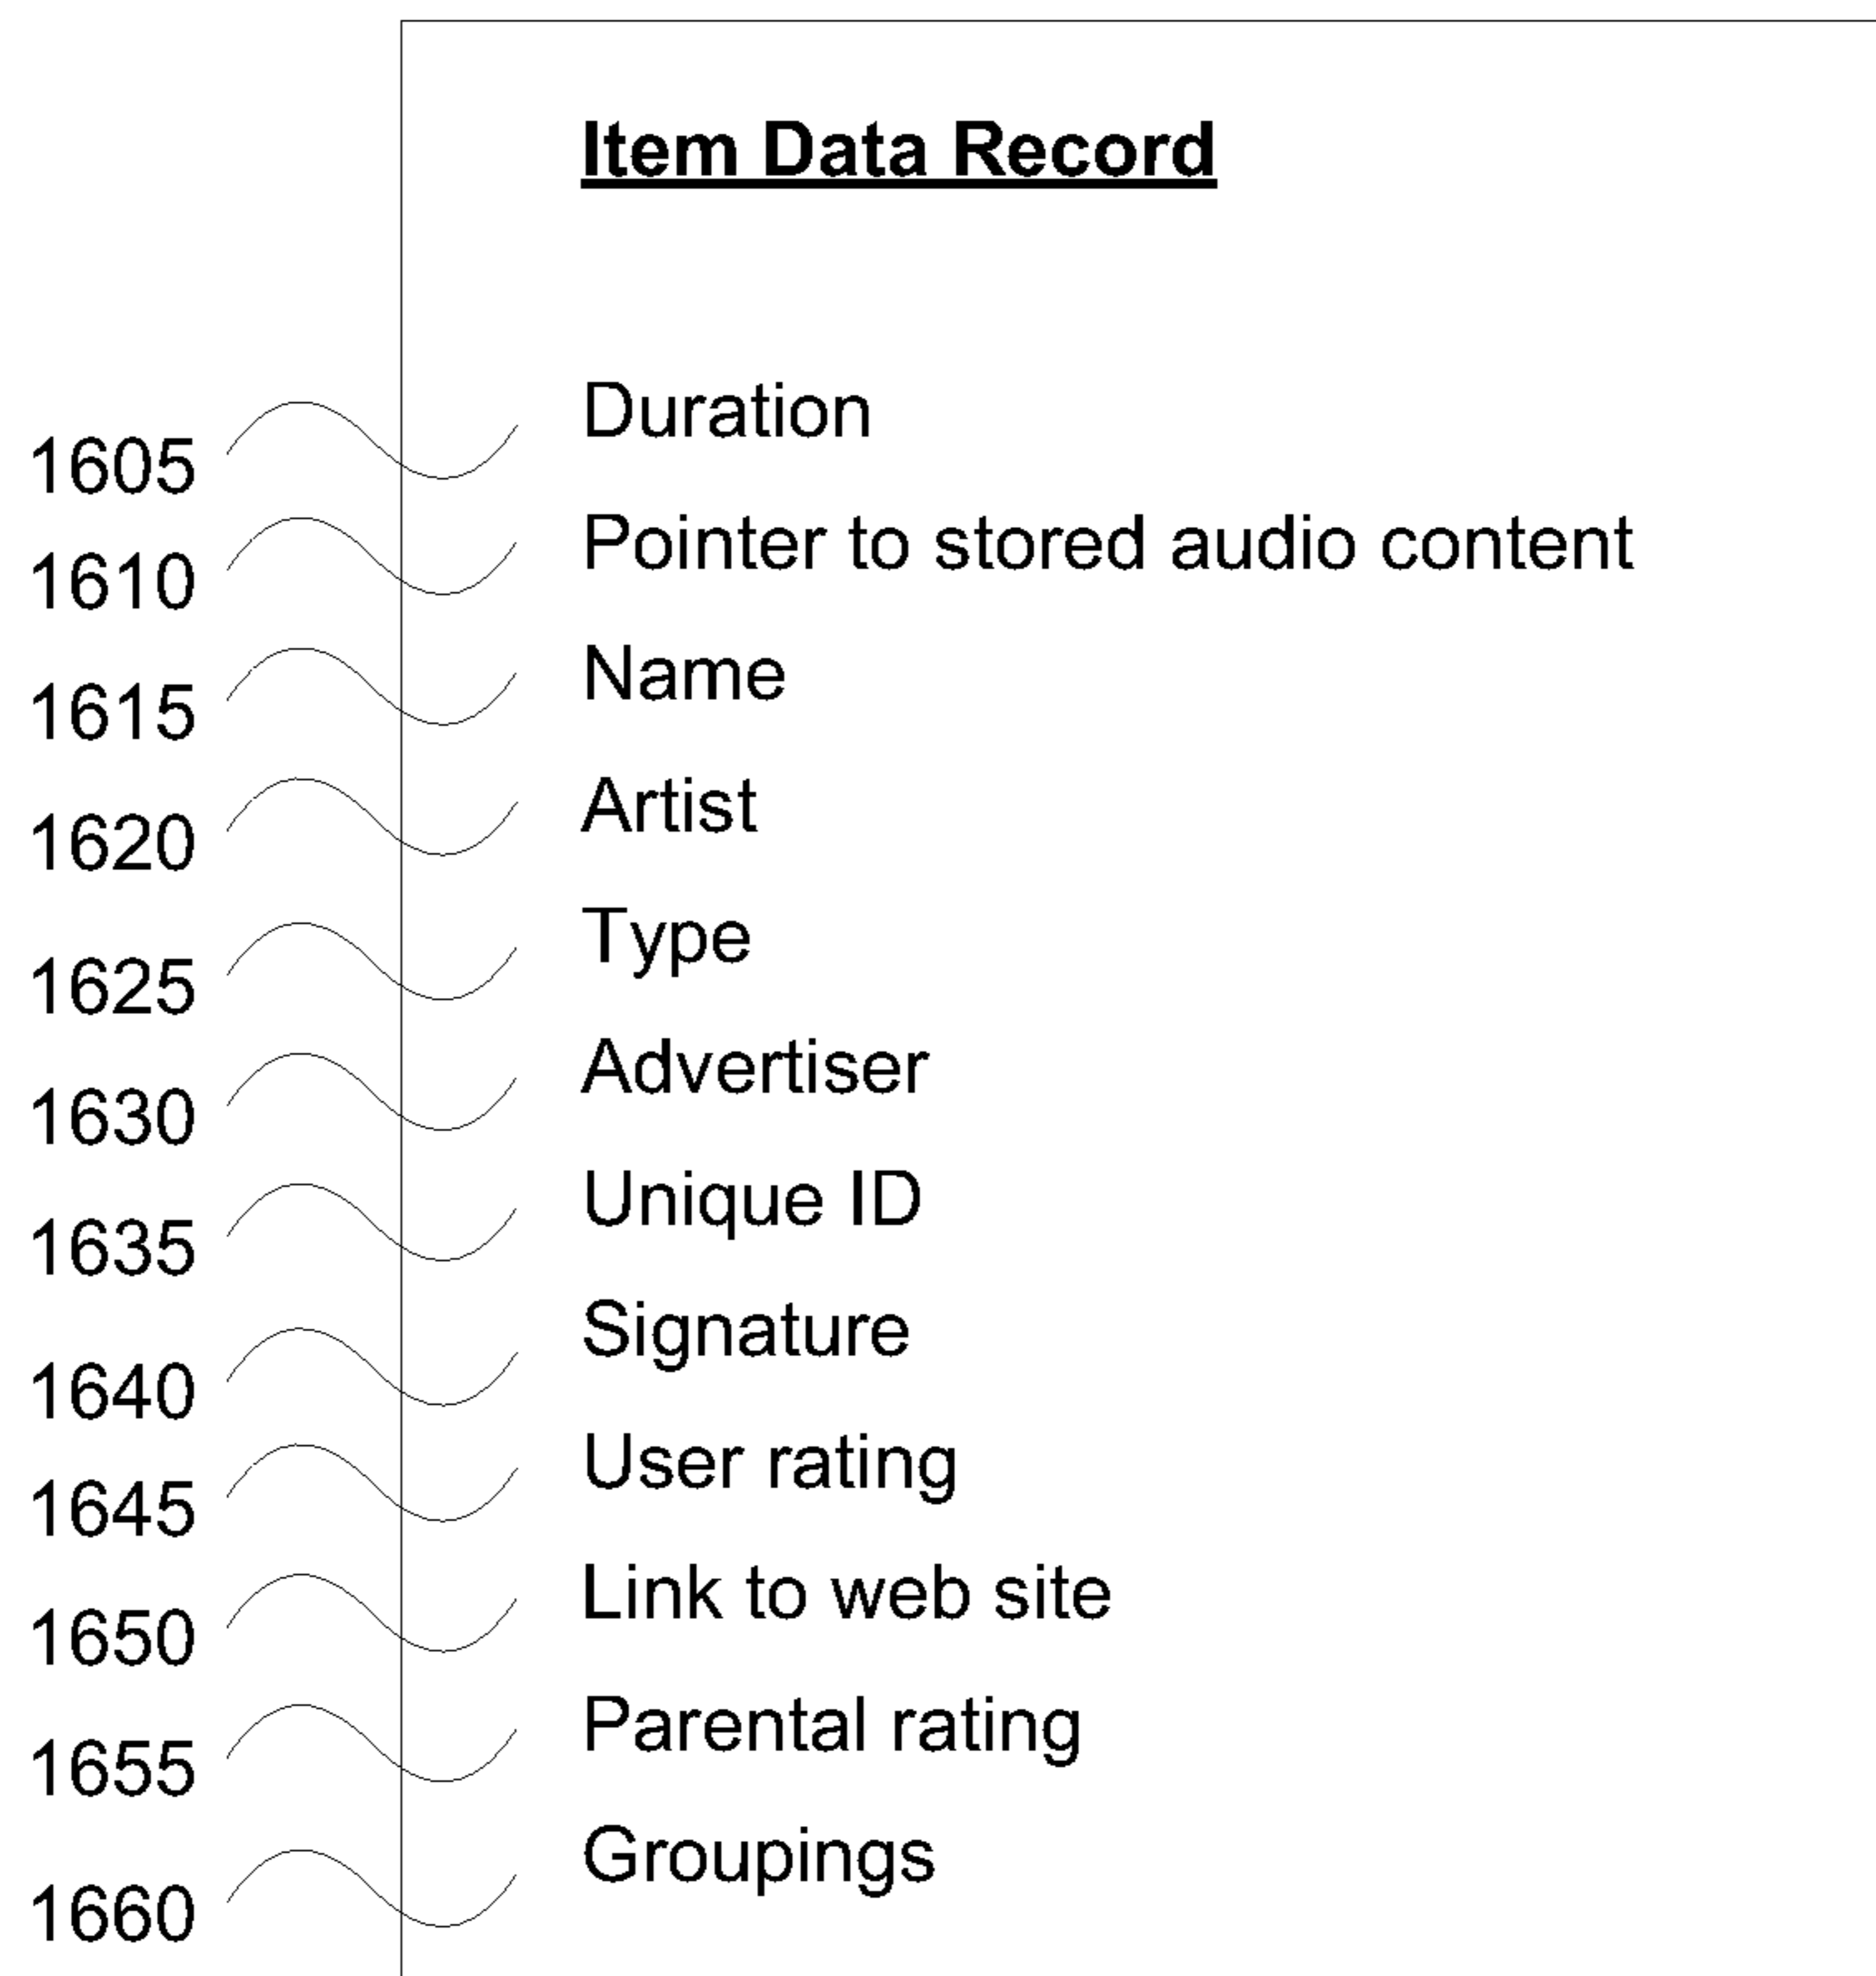 Item Data Record
1605 Duration
1610 Pointer to stored audio content
1615 Name
1620 Artist
1625 Type
1630 Advertiser
1635 Unique ID
1640 Signature
1645 User rating
1650 Link to web site
1655 Parental rating
1660 Groupings